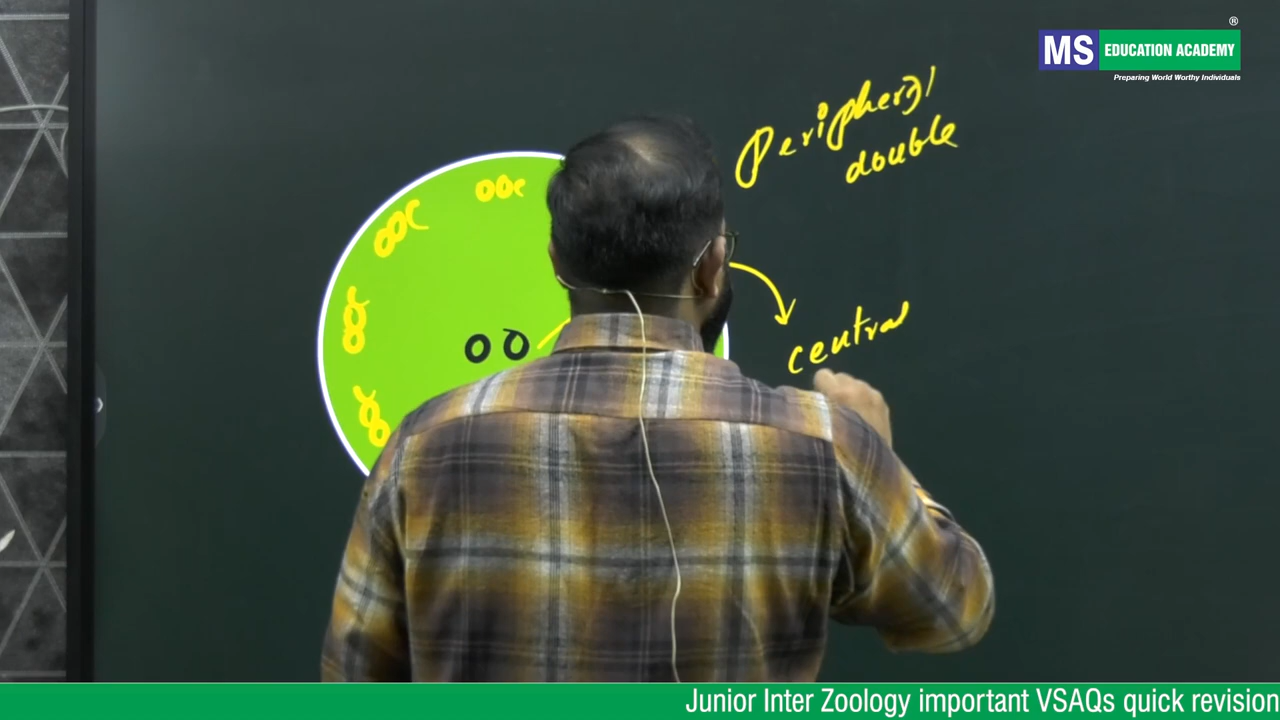 ®
MS EDUCATION ACADEMY
Preparing World Worthy Individuals
Peripheral
double
central
Junior Inter Zoology important VSAQs quick revision